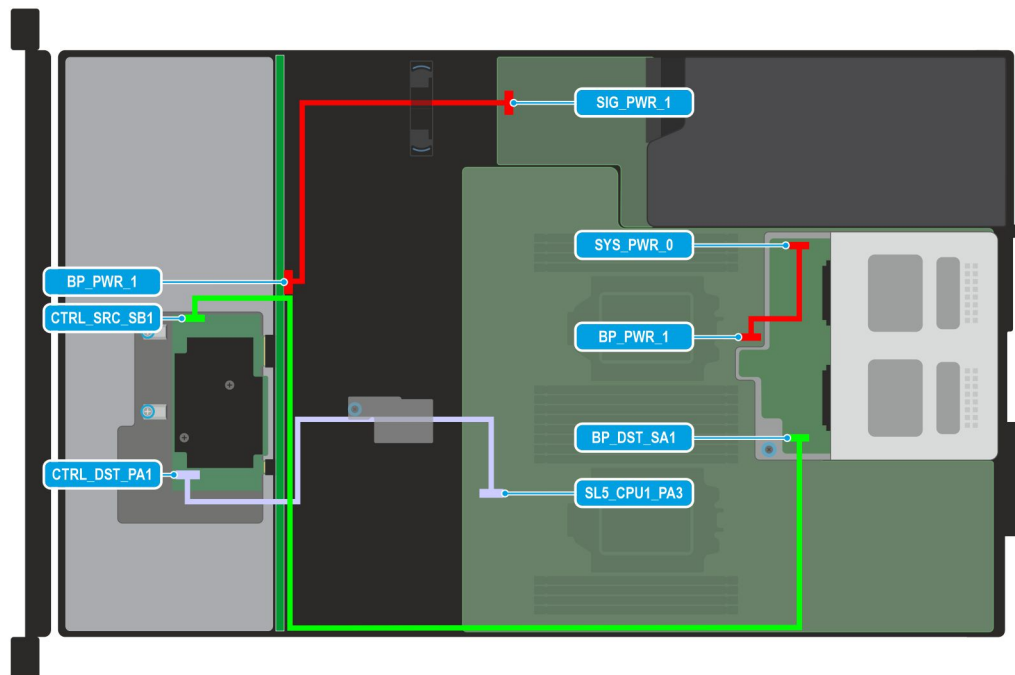 SIG_PWR_1
SYS_PWR_0
BP_PWR_1
CTRL_SRC_SB1
BP_PWR_1
BP_DST_SA1
CTRL_DST_PA1
SL5_CPU1_PA3